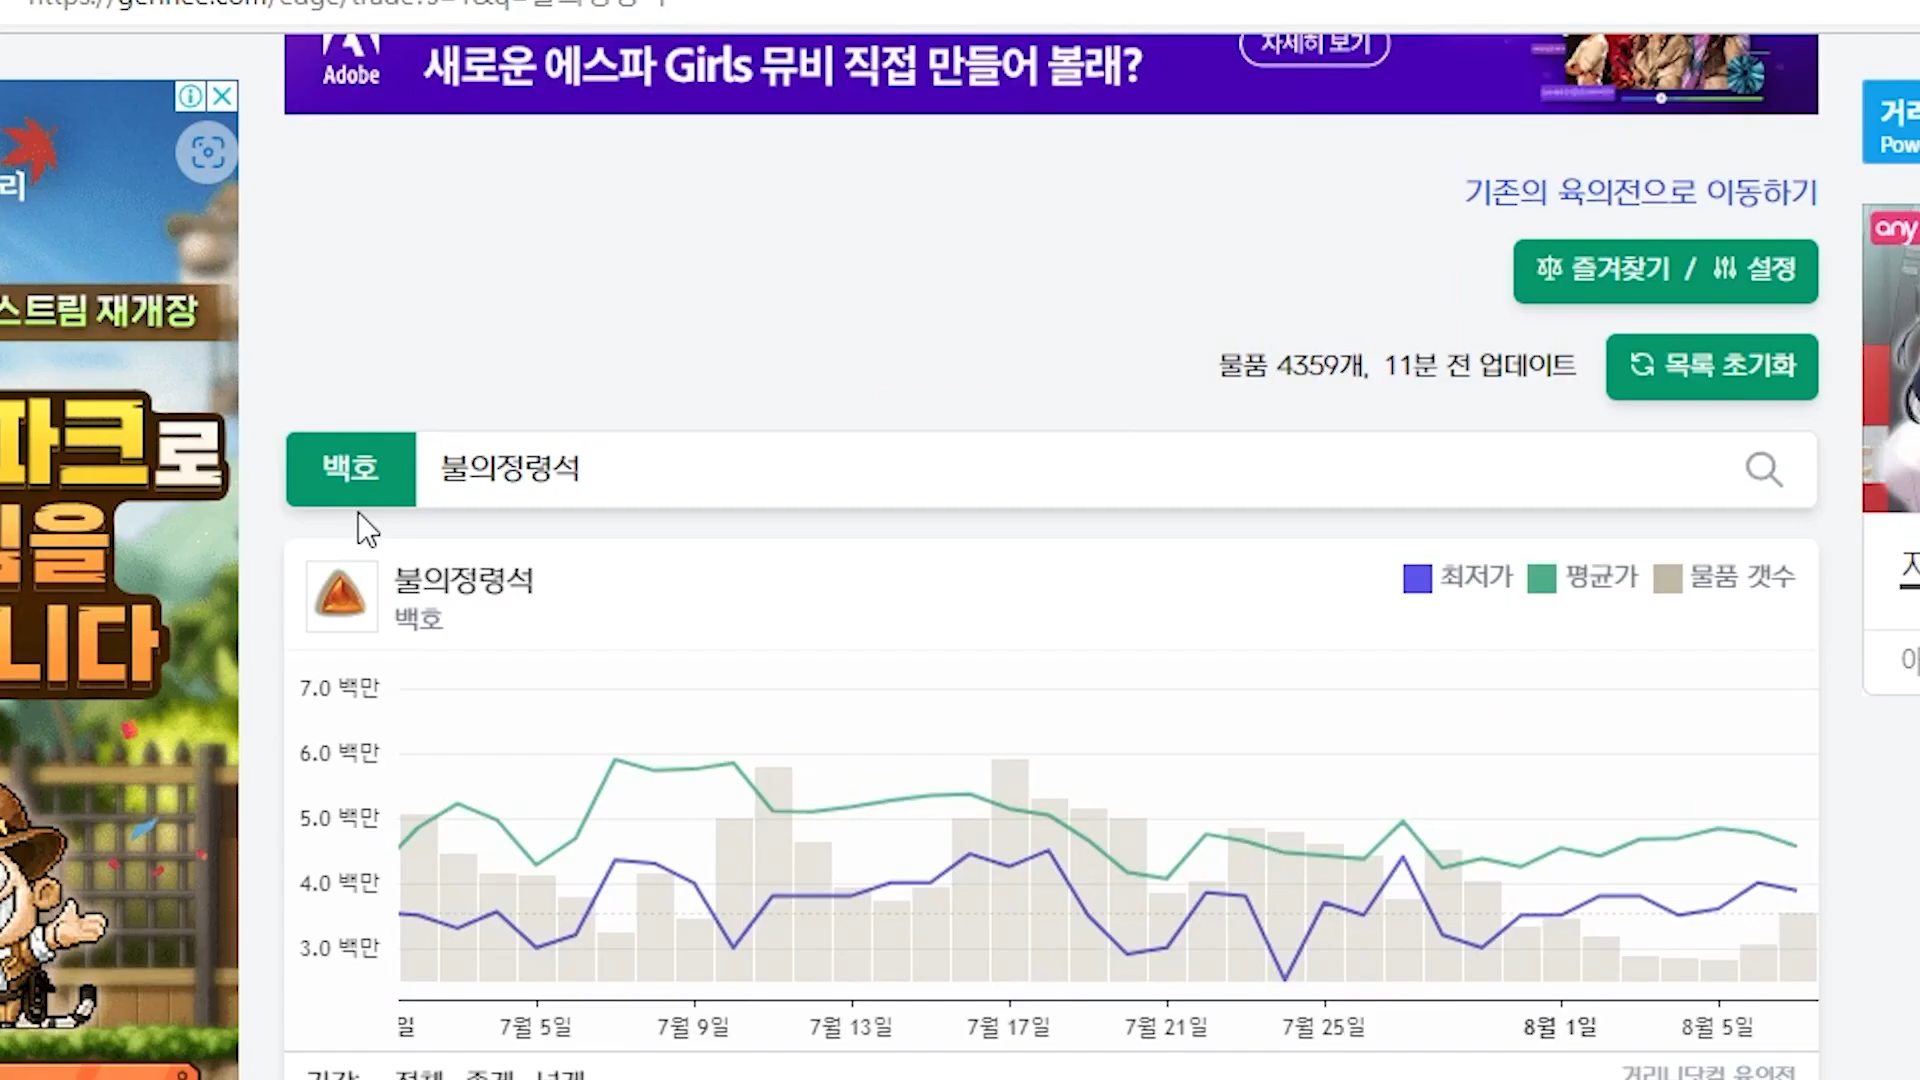 Adobe
새로운 에스파 Girls 뮤비 직접 만들어 볼래?
자세히 보기
스트림 재개장
파크로
any
기존의 육의전으로 이동하기
즐겨찾기 / 설정
물품 4359개, 11분 전 업데이트
목록 초기화
백호
불의정령석
불의정령석
백호
최저가
평균가
물품 갯수
7.0 백만
6.0 백만
5.0 백만
4.0 백만
3.0 백만
일
7월 5일
7월 9일
7월 13일
7월 17일
7월 21일
7월 25일
8월 1일
8월 5일